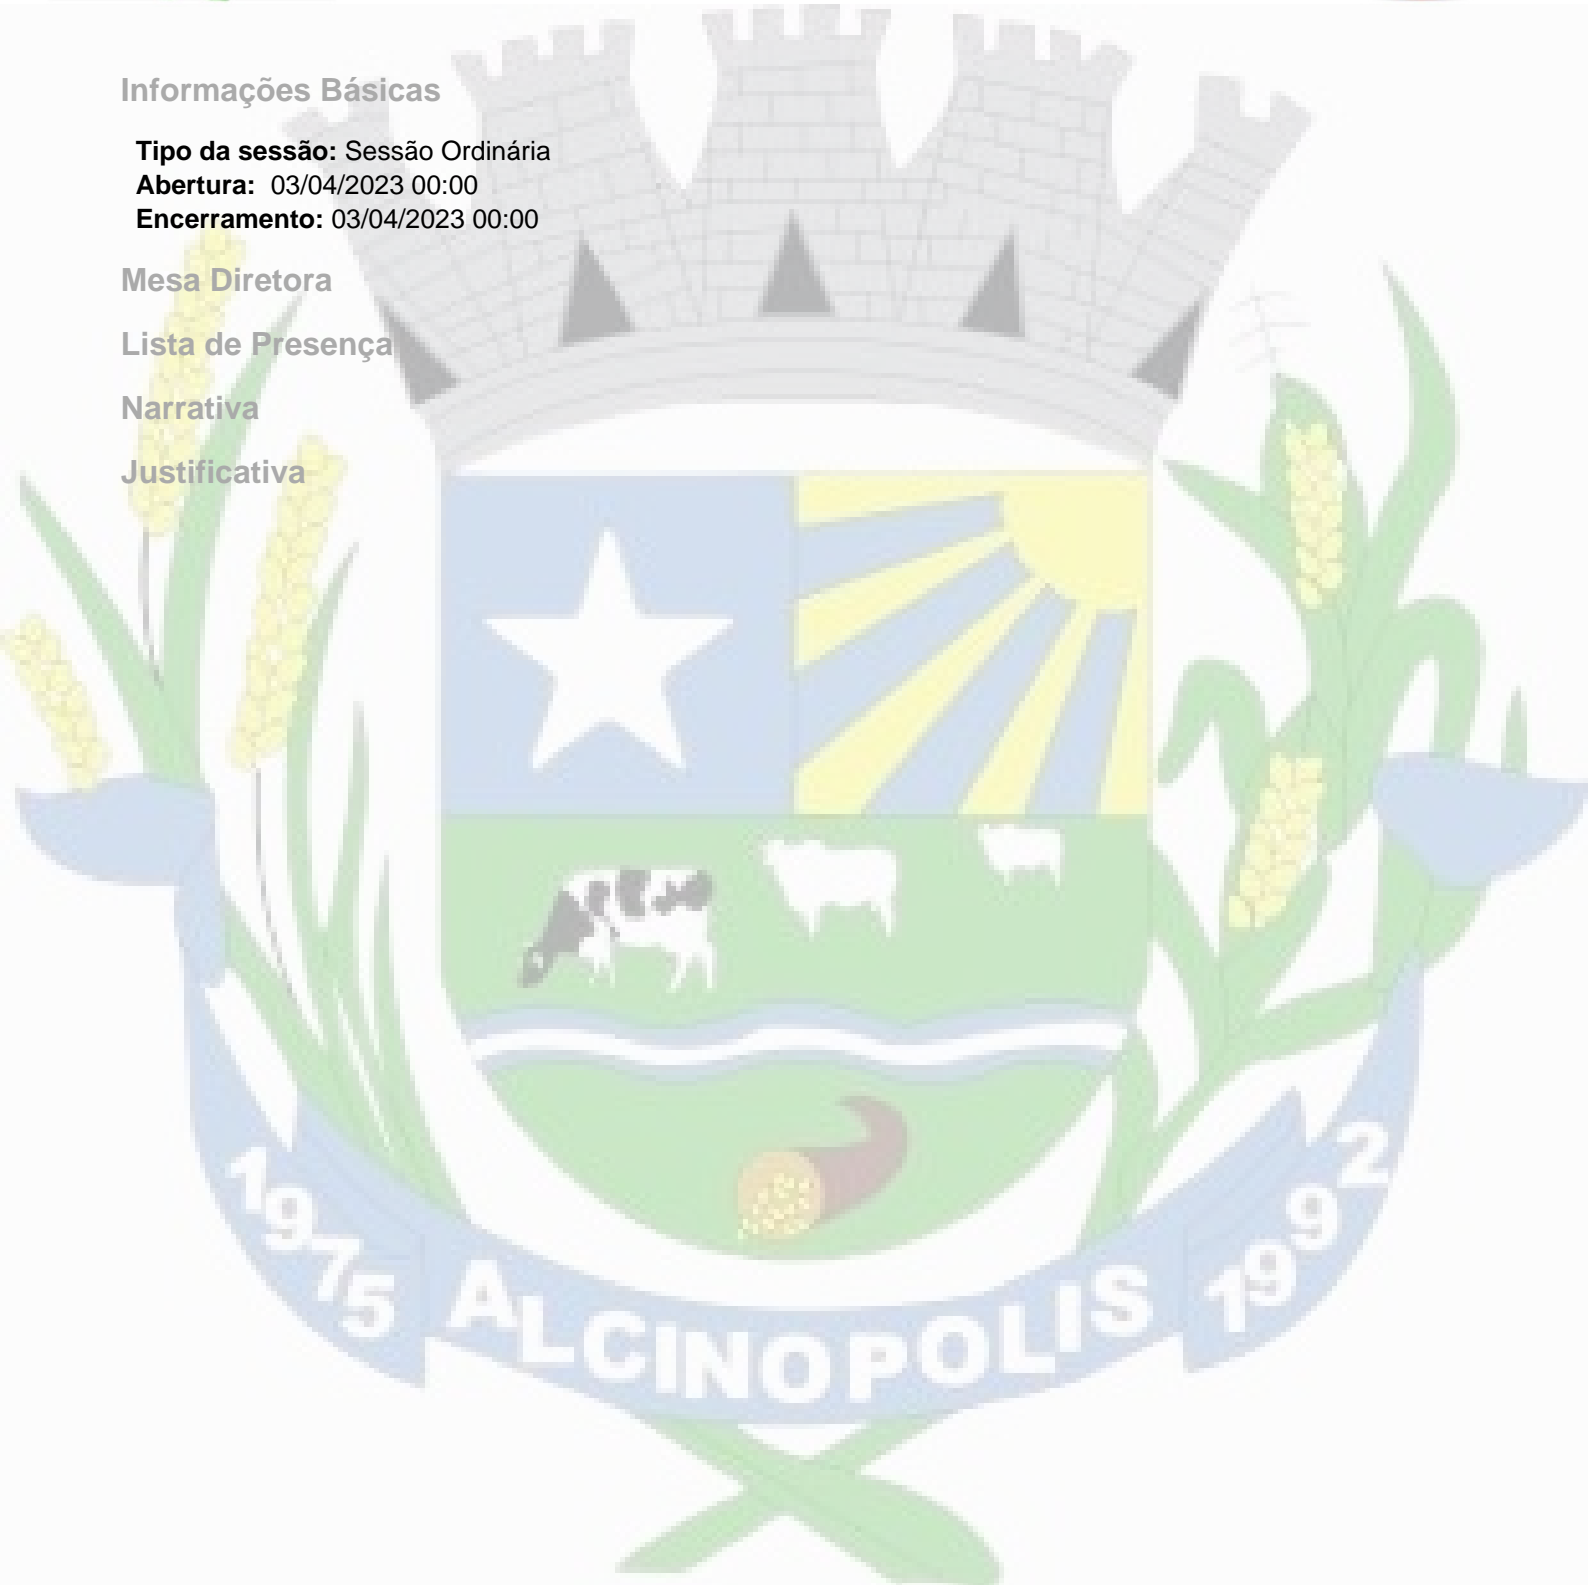 Informações Básicas
Tipo da sessão: Sessão Ordinária
Abertura: 03/04/2023 00:00
Encerramento: 03/04/2023 00:00
Mesa Diretora
Lista de Presença
Narrativa
Justificativa
1975 ALCINOPOLIS 1992